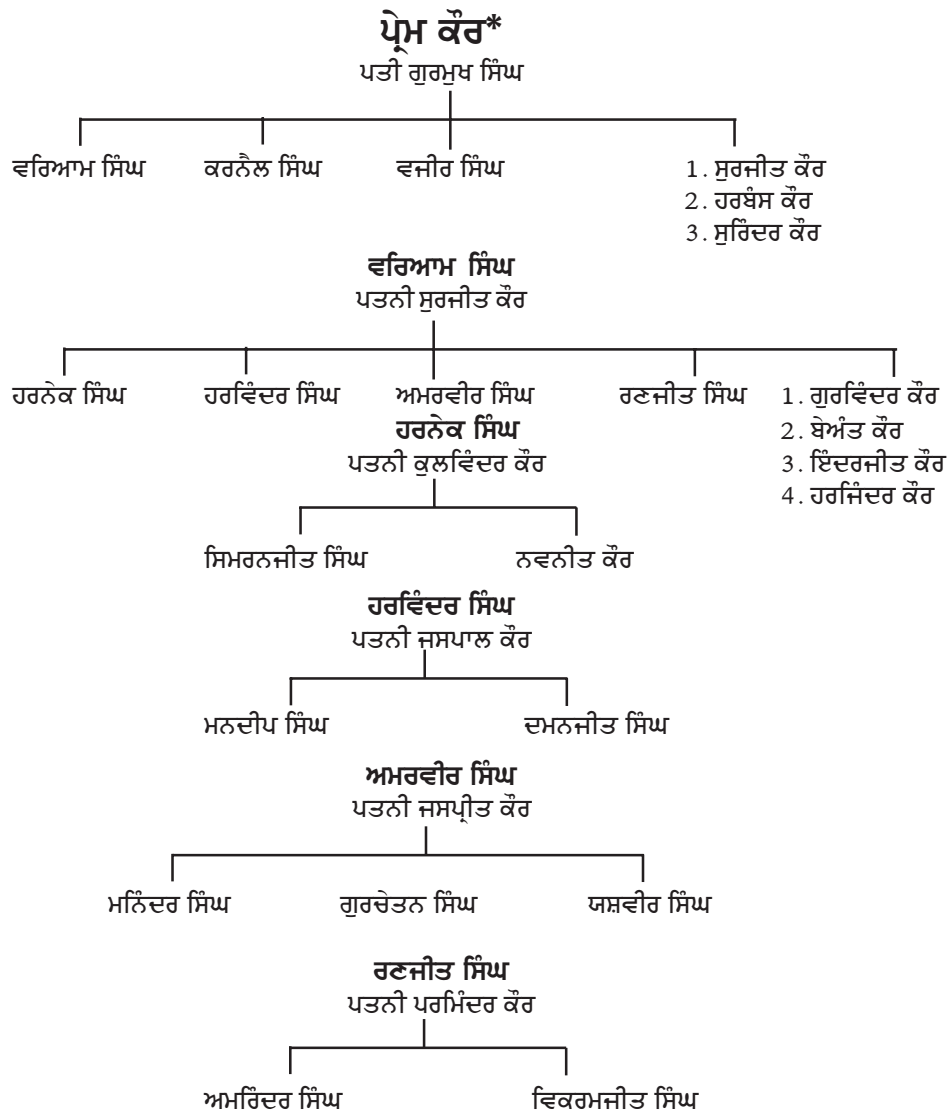 ਪ੍ਰੇਮ ਕੌਰ*
ਪਤੀ ਗੁਰਮੁਖ ਸਿੰਘ
ਵਰਿਆਮ ਸਿੰਘ ਕਰਨੈਲ ਸਿੰਘ ਵਜੀਰ ਸਿੰਘ 1. ਸੁਰਜੀਤ ਕੌਰ
2. ਹਰਬੰਸ ਕੌਰ
3. ਸੁਰਿੰਦਰ ਕੌਰ
ਵਰਿਆਮ ਸਿੰਘ
ਪਤਨੀ ਸੁਰਜੀਤ ਕੌਰ
ਹਰਨੇਕ ਸਿੰਘ ਹਰਵਿੰਦਰ ਸਿੰਘ ਅਮਰਵੀਰ ਸਿੰਘ ਰਣਜੀਤ ਸਿੰਘ 1. ਗੁਰਵਿੰਦਰ ਕੌਰ
2. ਬੇਅੰਤ ਕੌਰ
3. ਇੰਦਰਜੀਤ ਕੌਰ
4. ਹਰਜਿੰਦਰ ਕੌਰ
ਹਰਨੇਕ ਸਿੰਘ
ਪਤਨੀ ਕੁਲਵਿੰਦਰ ਕੌਰ
ਸਿਮਰਨਜੀਤ ਸਿੰਘ ਨਵਨੀਤ ਕੌਰ
ਹਰਵਿੰਦਰ ਸਿੰਘ
ਪਤਨੀ ਜਸਪਾਲ ਕੌਰ
ਮਨਦੀਪ ਸਿੰਘ ਦਮਨਜੀਤ ਸਿੰਘ
ਅਮਰਵੀਰ ਸਿੰਘ
ਪਤਨੀ ਜਸਪ੍ਰੀਤ ਕੌਰ
ਮਨਿੰਦਰ ਸਿੰਘ ਗੁਰਚੇਤਨ ਸਿੰਘ ਯਸ਼ਵੀਰ ਸਿੰਘ
ਰਣਜੀਤ ਸਿੰਘ
ਪਤਨੀ ਪਰਮਿੰਦਰ ਕੌਰ
ਅਮਰਿੰਦਰ ਸਿੰਘ ਵਿਕਰਮਜੀਤ ਸਿੰਘ